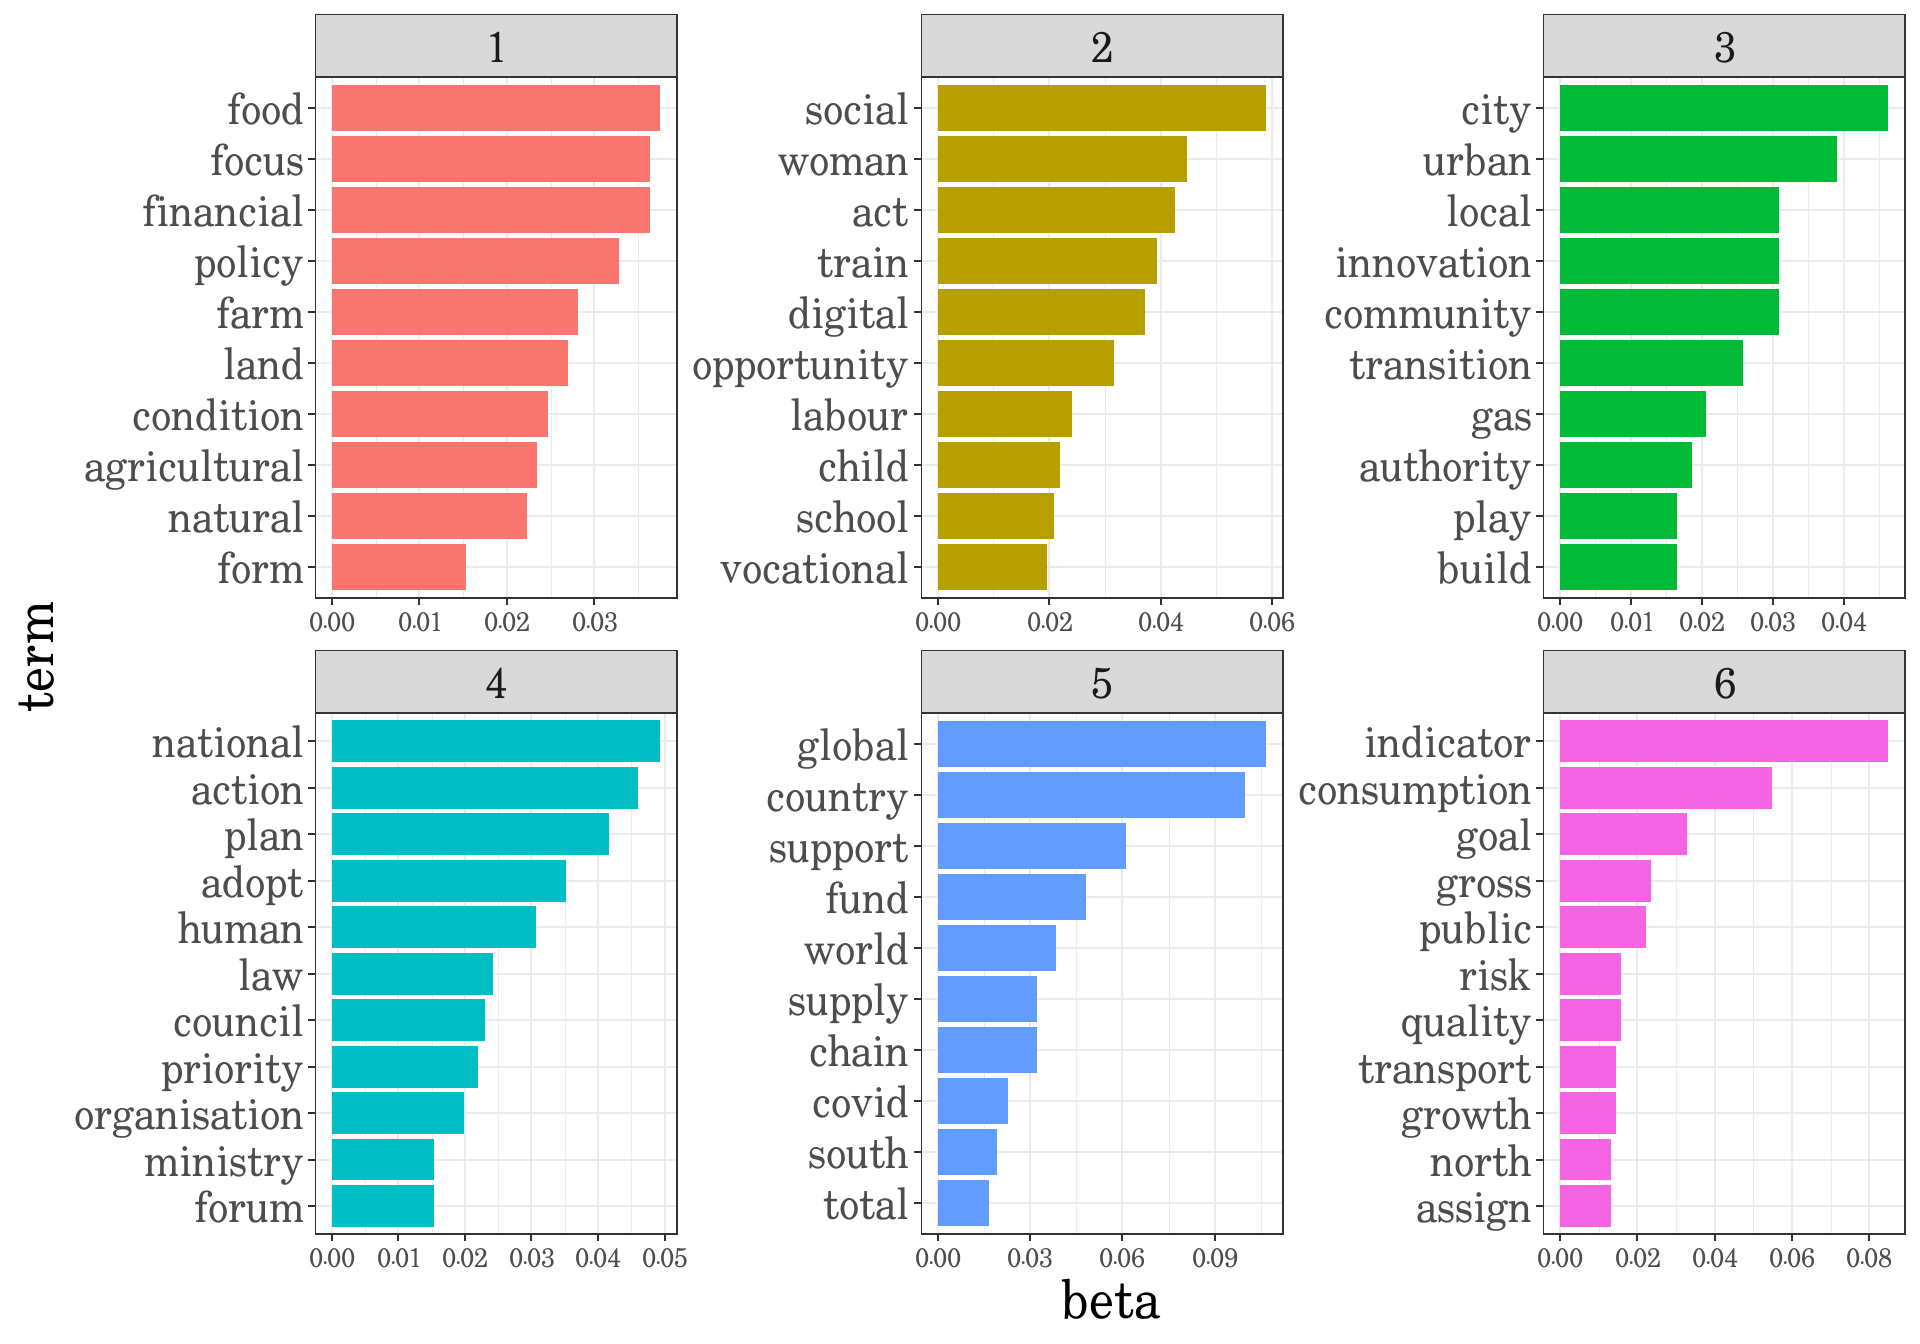 term
1
food
focus
financial
policy
farm
land
condition
agricultural
natural
form
0.00 0.01 0.02 0.03
2
social
woman
act
train
digital
opportunity
labour
child
school
vocational
0.00 0.02 0.04 0.06
3
city
urban
local
innovation
community
transition
gas
authority
play
build
0.00 0.01 0.02 0.03 0.04
4
national
action
plan
adopt
human
law
council
priority
organisation
ministry
forum
0.00 0.01 0.02 0.03 0.04 0.05
5
global
country
support
fund
world
supply
chain
covid
south
total
0.00 0.03 0.06 0.09
6
indicator
consumption
goal
gross
public
risk
quality
transport
growth
north
assign
0.00 0.02 0.04 0.06 0.08
beta